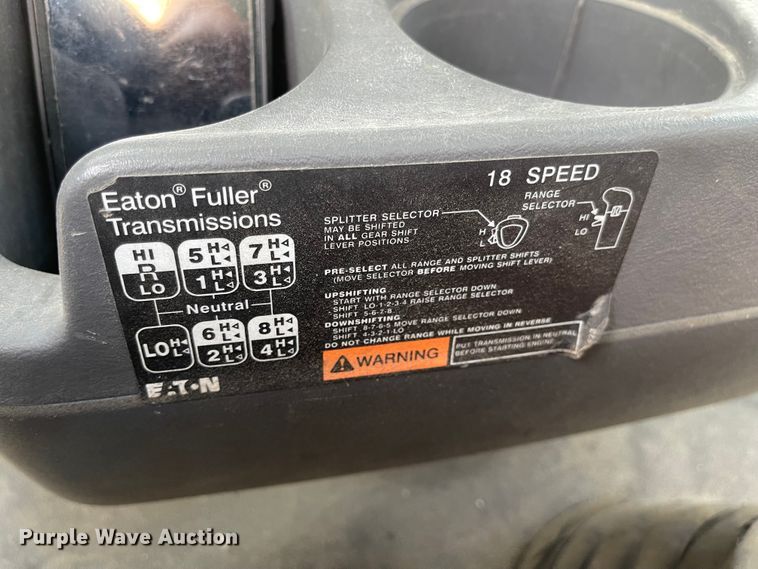 Eaton® Fuller®
Transmissions
18 SPEED
HI
R
LO
5 H L
7 H L
1 H L
3 H L
Neutral
LO H L
6 H L
8 H L
2 H L
4 H L
EATON
SPLITTER SELECTOR
MAY BE SHIFTED
IN ALL GEAR SHIFT
LEVER POSITIONS
H
L
RANGE
SELECTOR
HI
LO
PRE-SELECT ALL RANGE AND SPLITTER SHIFTS
(MOVE SELECTOR BEFORE MOVING SHIFT LEVER)
UPSHIFTING
START WITH RANGE SELECTOR DOWN
SHIFT LO-1-2-3-4 RAISE RANGE SELECTOR
SHIFT 5-6-7-8
DOWNSHIFTING
SHIFT 8-7-6-5 MOVE RANGE SELECTOR DOWN
SHIFT 4-3-2-1-LO
DO NOT CHANGE RANGE WHILE MOVING IN REVERSE
WARNING
PUT TRANSMISSION IN NEUTRAL
BEFORE STARTING ENGINE
Purple Wave Auction